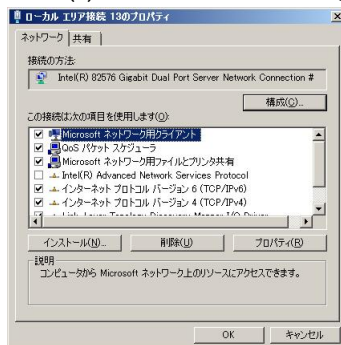 ローカル エリア接続 13のプロパティ
ネットワーク
共有
接続の方法:
Intel(R) 82576 Gigabit Dual Port Server Network Connection #
構成(C)...
この接続は次の項目を使用します(O):
Microsoft ネットワーク用クライアント
QoS パケット スケジューラ
Microsoft ネットワーク用ファイルとプリンタ共有
Intel(R) Advanced Network Services Protocol
インターネット プロトコル バージョン 6 (TCP/IPv6)
インターネット プロトコル バージョン 4 (TCP/IPv4)
Link-Layer Topology Discovery Mapper I/O Driver
インストール(N)...
削除(U)
プロパティ(R)
説明
コンピュータから Microsoft ネットワーク上のリソースにアクセスできます。
OK
キャンセル